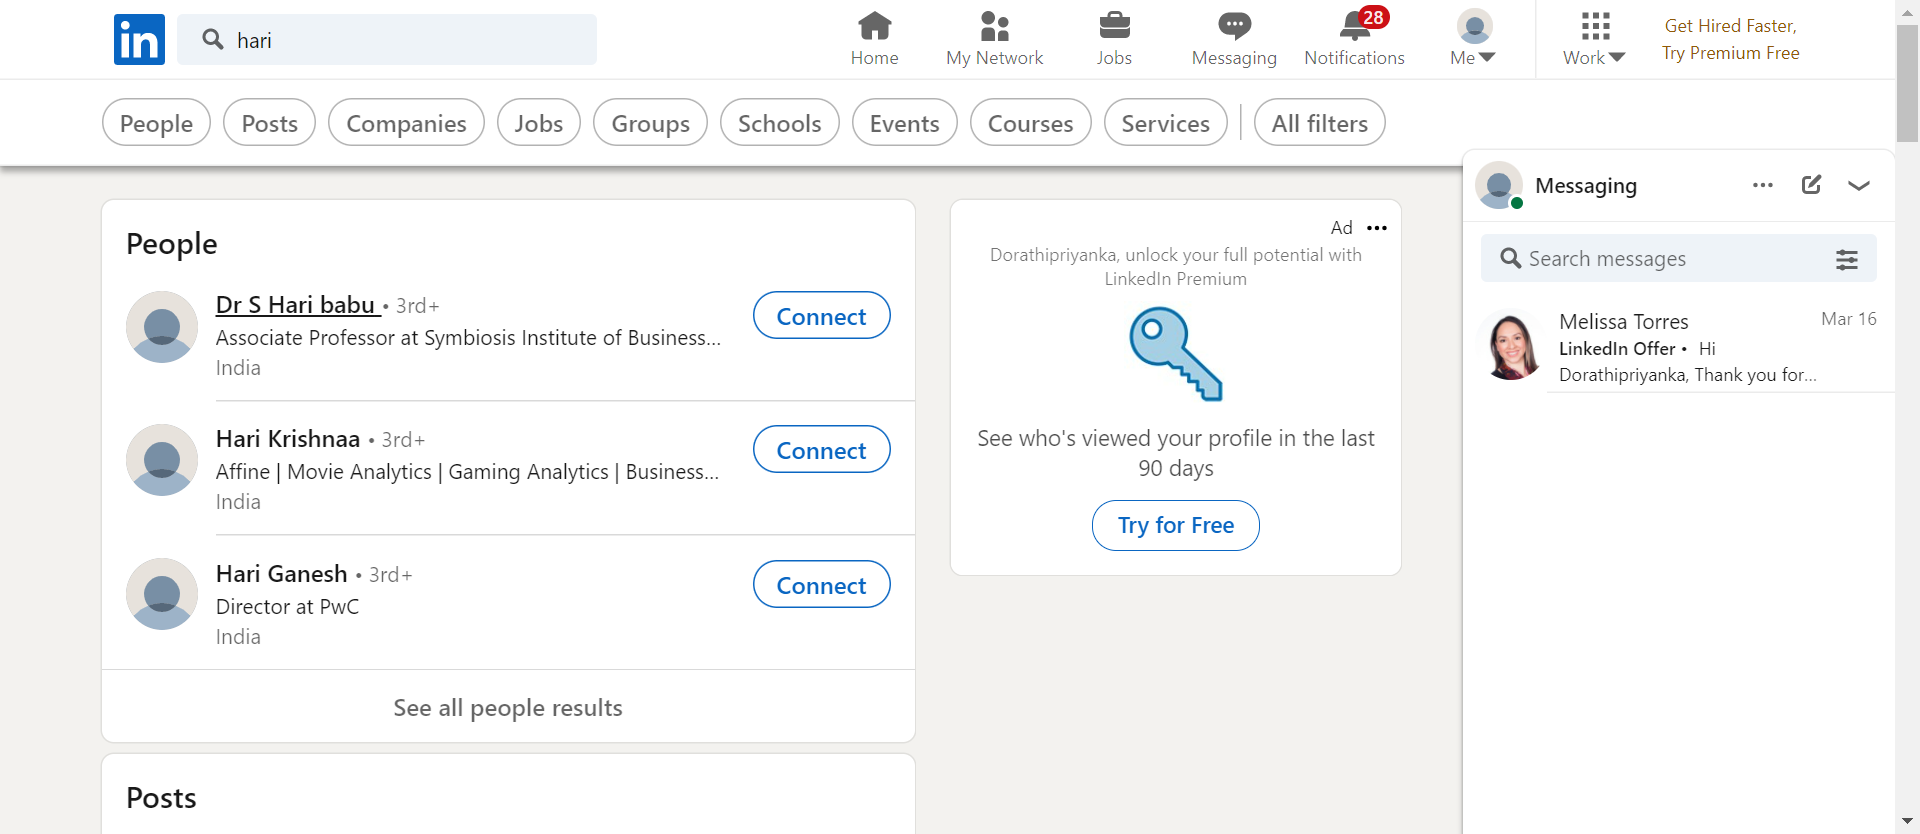 in
hari
Home
My Network
Jobs
Messaging
28
Notifications
Me
Work
Get Hired Faster,
Try Premium Free
People
Posts
Companies
Jobs
Groups
Schools
Events
Courses
Services
All filters
People
Dr S Hari babu • 3rd+
Associate Professor at Symbiosis Institute of Business...
India
Connect
Hari Krishnaa • 3rd+
Affine | Movie Analytics | Gaming Analytics | Business...
India
Connect
Hari Ganesh • 3rd+
Director at PwC
India
Connect
See all people results
Posts
Ad
Dorathipriyanka, unlock your full potential with
LinkedIn Premium
See who's viewed your profile in the last
90 days
Try for Free
Messaging
Search messages
Melissa Torres
Mar 16
LinkedIn Offer • Hi
Dorathipriyanka, Thank you for...